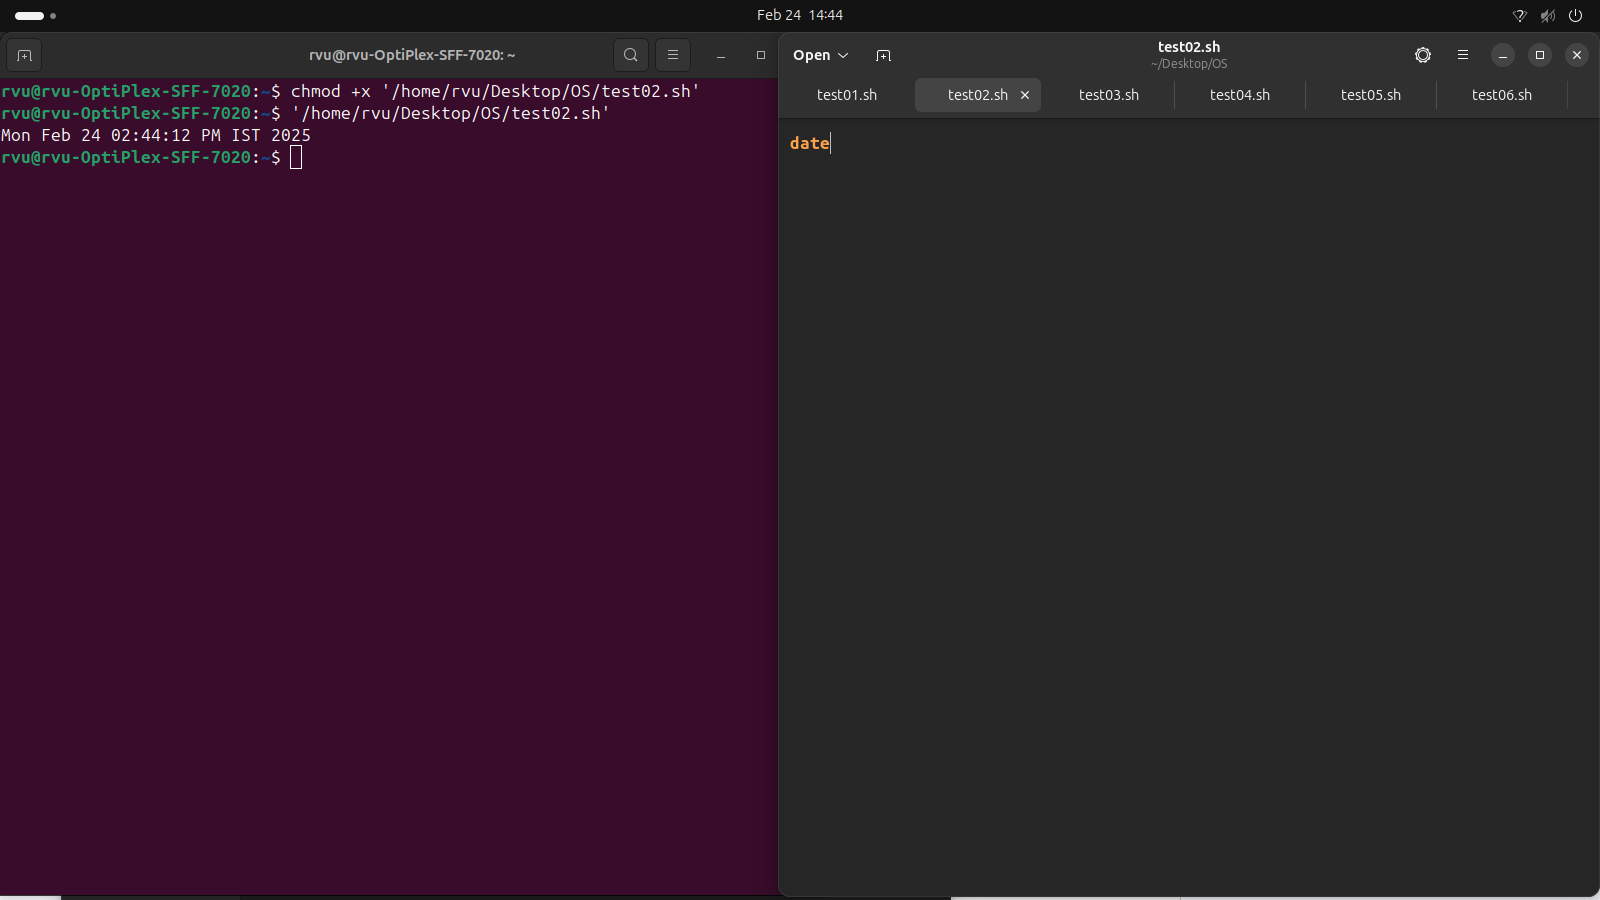 Feb 24 14:44
rvu@rvu-OptiPlex-SFF-7020: ~
rvu@rvu-OptiPlex-SFF-7020:~$ chmod +x '/home/rvu/Desktop/OS/test02.sh'
rvu@rvu-OptiPlex-SFF-7020:~$ '/home/rvu/Desktop/OS/test02.sh'
Mon Feb 24 02:44:12 PM IST 2025
rvu@rvu-OptiPlex-SFF-7020:~$
Open
test02.sh
~/Desktop/OS
test01.sh test02.sh test03.sh test04.sh test05.sh test06.sh
date